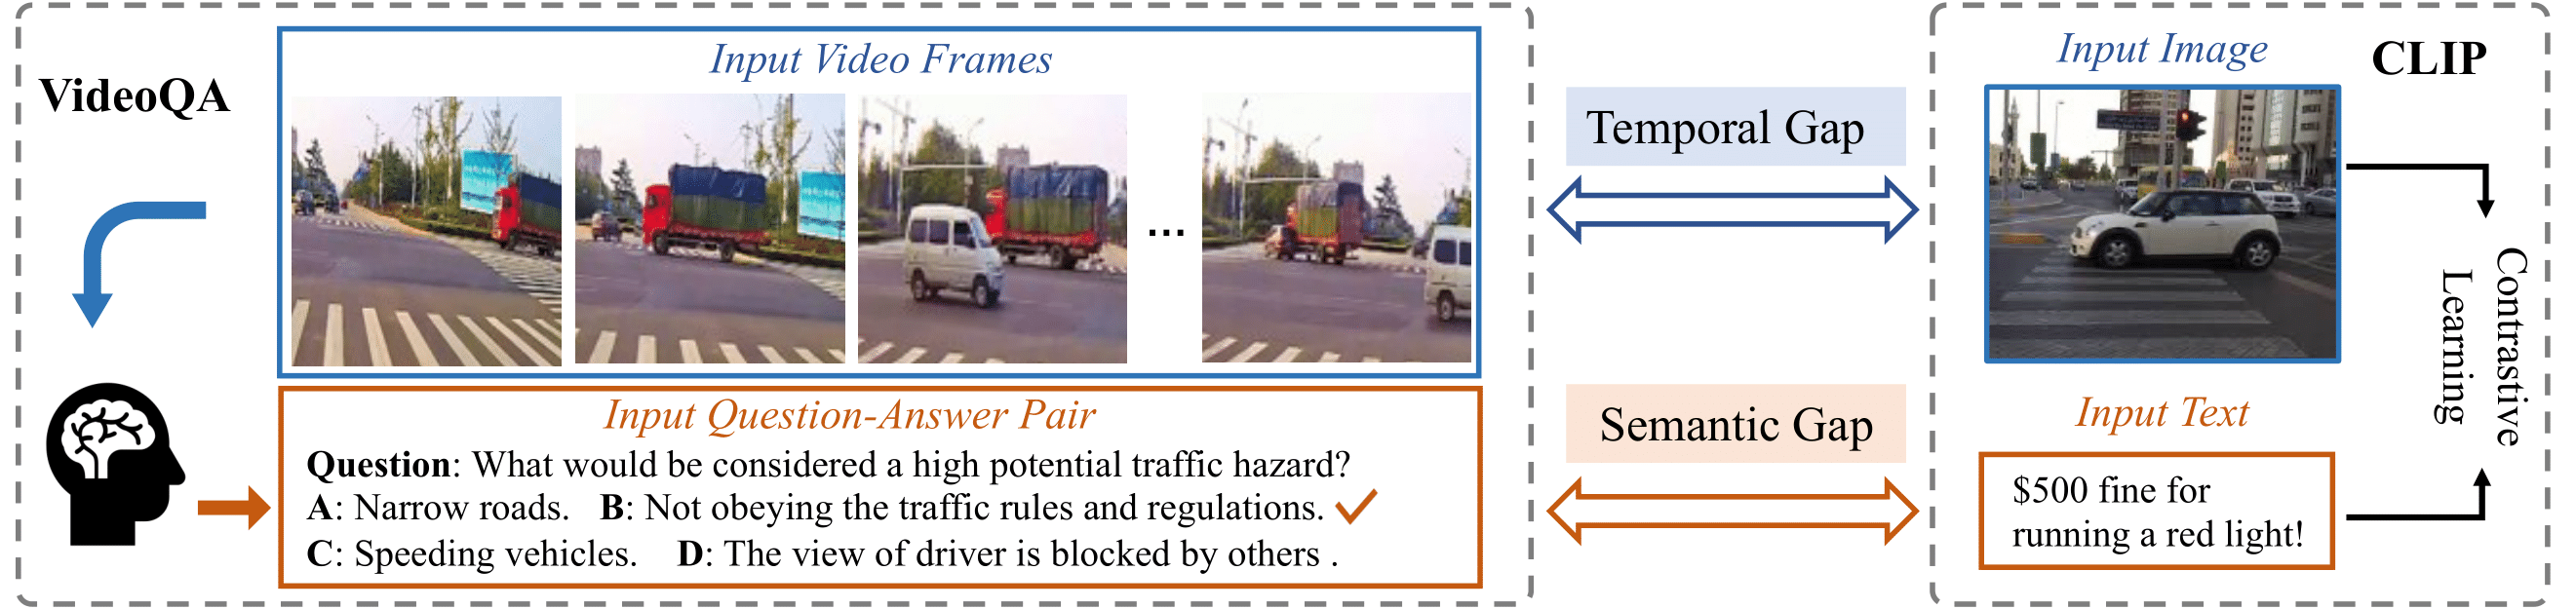 VideoQA
Input Video Frames
...
Input Question-Answer Pair
Question: What would be considered a high potential traffic hazard?
A: Narrow roads. B: Not obeying the traffic rules and regulations.
C: Speeding vehicles. D: The view of driver is blocked by others .
Temporal Gap
Semantic Gap
Input Image
CLIP
Input Text
$500 fine for
running a red light!
Contrastive
Learning